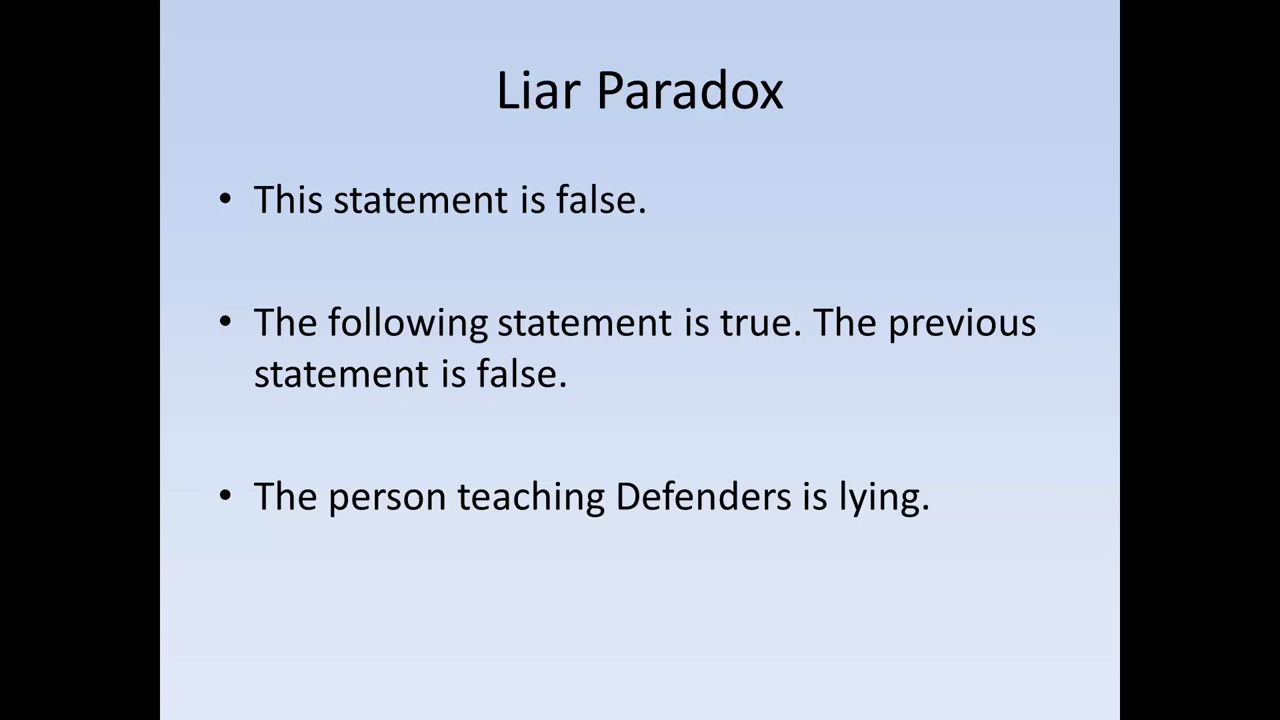 Liar Paradox
• This statement is false.
• The following statement is true. The previous
statement is false.
• The person teaching Defenders is lying.